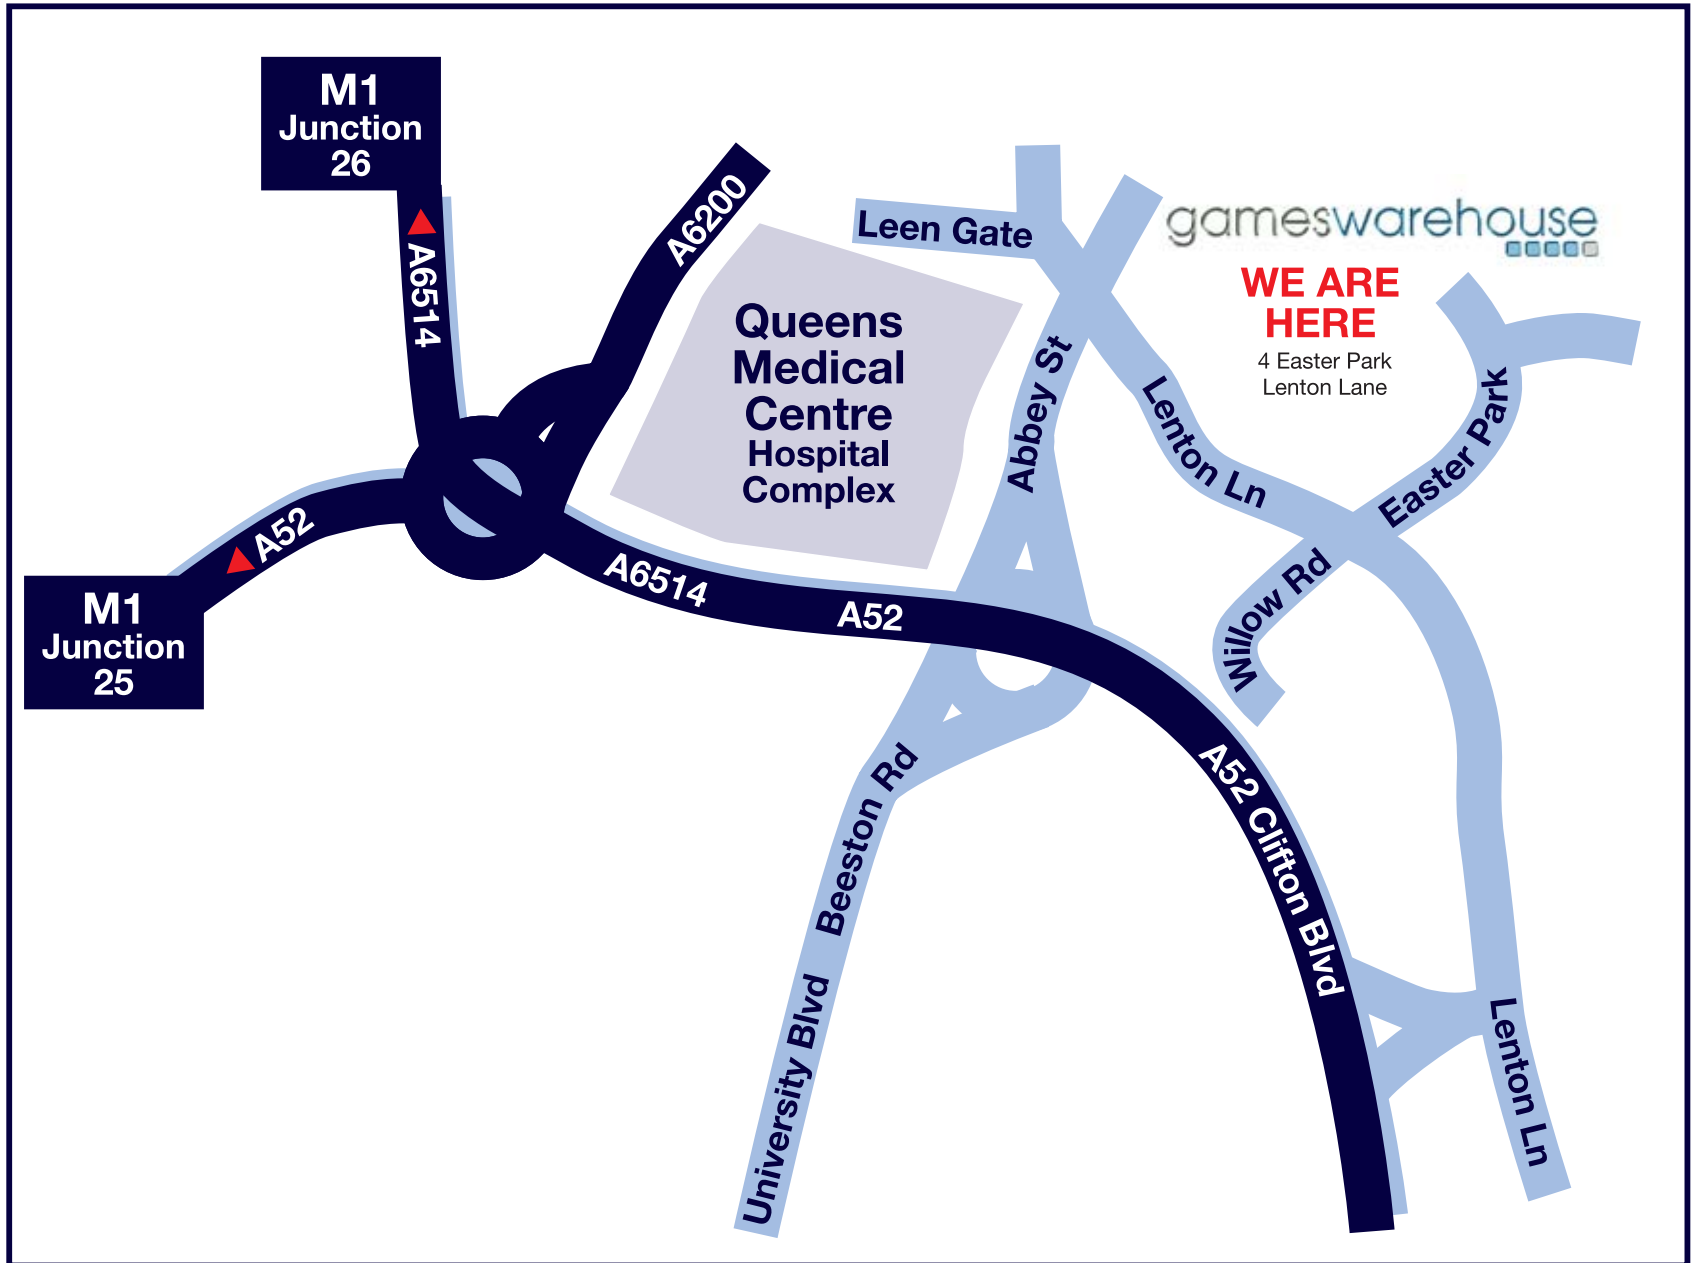 M1
Junction
26
A6514
A6200
Leen Gate
gameswarehouse
WE ARE
HERE
4 Easter Park
Lenton Lane
Queens
Medical
Centre
Hospital
Complex
Abbey St
Lenton Ln
Easter Park
Willow Rd
A52
M1
Junction
25
A6514
A52
A52 Clifton Blvd
Beeston Rd
University Blvd
Lenton Ln